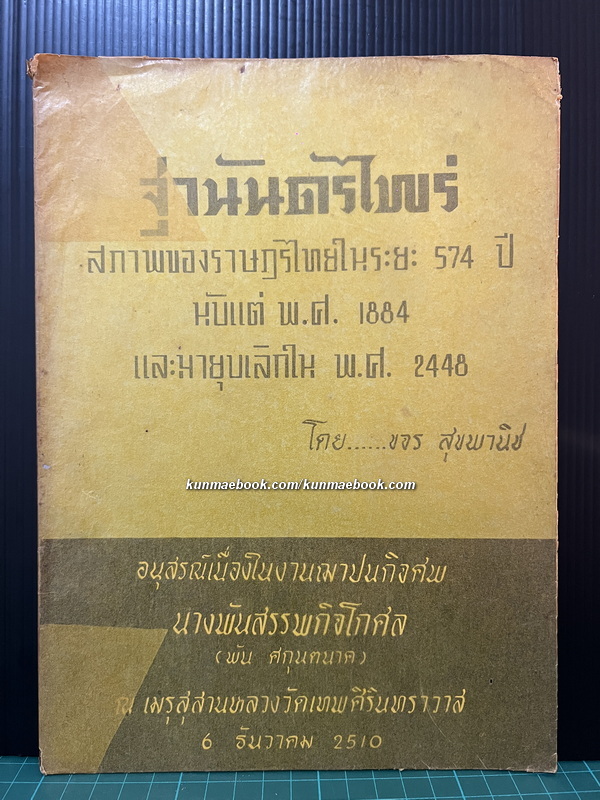 ฐานันดรไพร่
สภาพของราษฎรไทยในระยะ 574 ปี
นับแต่ พ.ศ. 1884
และมายุบเลิกใน พ.ศ. 2448
โดย......ขจร สุขพานิช
kunmaebook.com/kunmaebook.com
อนุสรณ์เนื่องในงานฌาปนกิจศพ
นางพันสรรพกิจโกศล
(พัน ศกุนตนาค)
ณ เมรุสุสานหลวงวัดเทพศิรินทราวาส
6 ธันวาคม 2510